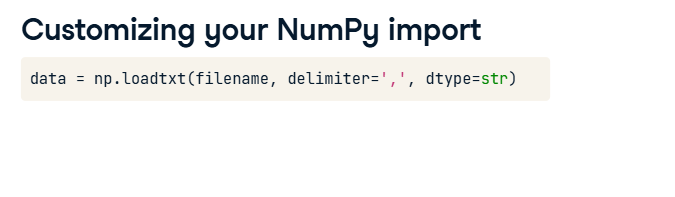 Customizing your NumPy import
data = np.loadtxt(filename, delimiter=',', dtype=str)